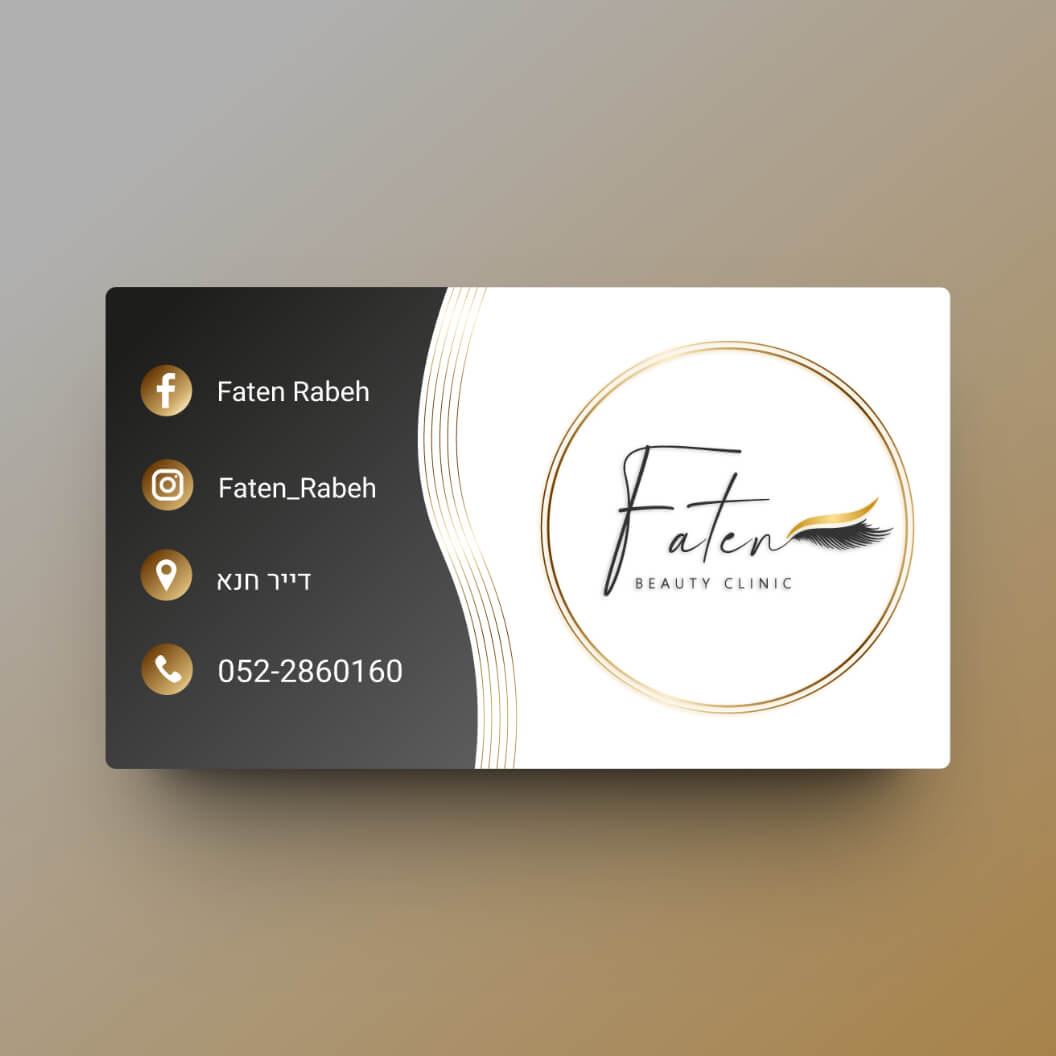 Faten Rabeh
Faten_Rabeh
דייר חנא
052-2860160
Faten
BEAUTY CLINIC